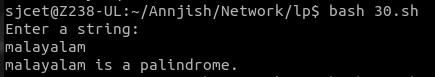 sjcet@Z238-UL:~/Annjish/Network/lp$ bash 30.sh
Enter a string:
malayalam
malayalam is a palindrome.